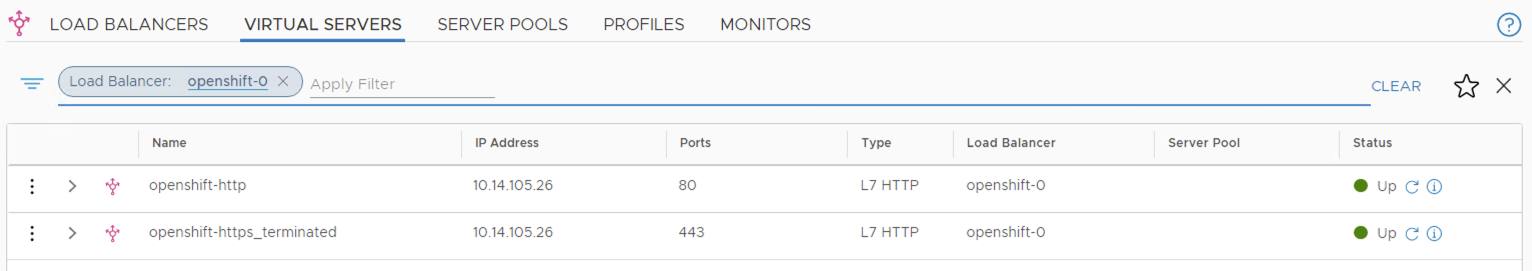 LOAD BALANCERS VIRTUAL SERVERS SERVER POOLS PROFILES MONITORS ?
Load Balancer: openshift-0 Apply Filter CLEAR
Name IP Address Ports Type Load Balancer Server Pool Status
openshift-http 10.14.105.26 80 L7 HTTP openshift-0 Up
openshift-https_terminated 10.14.105.26 443 L7 HTTP openshift-0 Up